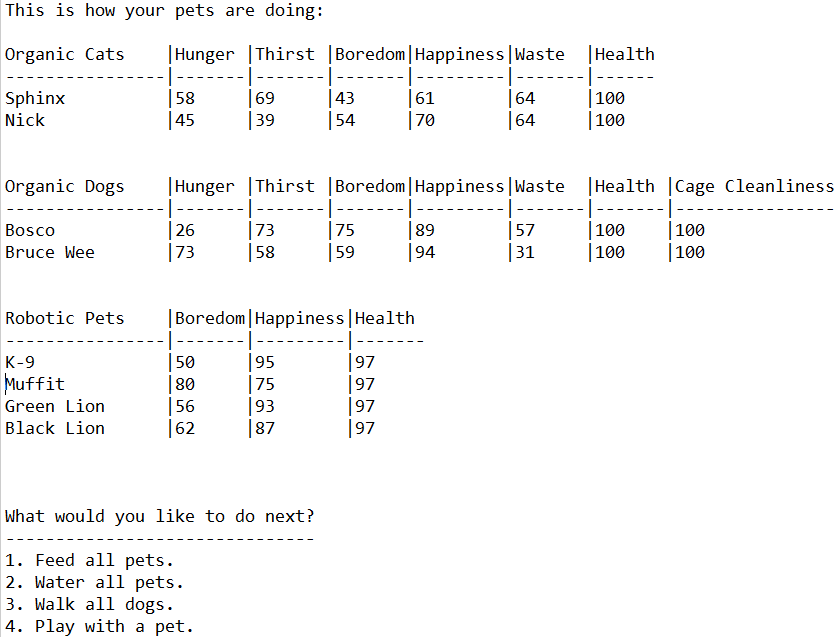 This is how your pets are doing:
Organic Cats    |Hunger |Thirst |Boredom|Happiness|Waste  |Health
----------------|-------|-------|-------|---------|-------|------
Sphinx          |58     |69     |43     |61       |64     |100
Nick            |45     |39     |54     |70       |64     |100
Organic Dogs    |Hunger |Thirst |Boredom|Happiness|Waste  |Health |Cage Cleanliness
----------------|-------|-------|-------|---------|-------|-------|----------------
Bosco           |26     |73     |75     |89       |57     |100    |100
Bruce Wee       |73     |58     |59     |94       |31     |100    |100
Robotic Pets    |Boredom|Happiness|Health
----------------|-------|---------|-------
K-9             |50     |95       |97
Muffit          |80     |75       |97
Green Lion      |56     |93       |97
Black Lion      |62     |87       |97
What would you like to do next?
-------------------------------
1. Feed all pets.
2. Water all pets.
3. Walk all dogs.
4. Play with a pet.